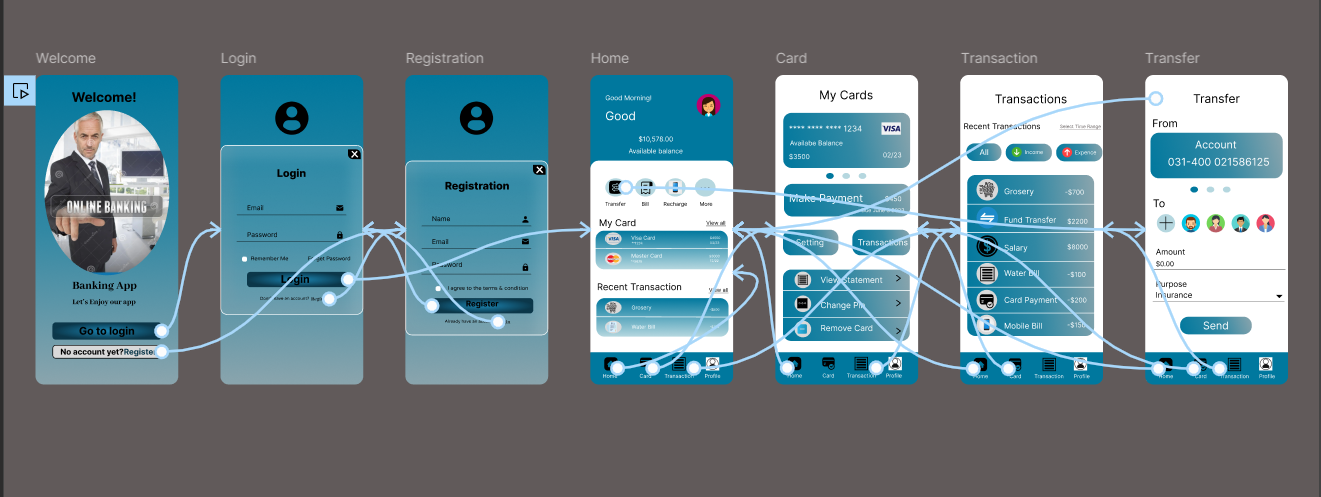 Welcome
Login
Registration
Home
Card
Transaction
Transfer
Welcome!
ONLINE BANKING
Banking App
Let's Enjoy our app
Go to login
No account yet?Register
Login
Email
Password
Remember Me
Forget Password
Login
Don't have an account?
Registration
Name
Email
Password
I agree to the terms & condition
Register
Already have an
Good Morning!
Good
$10,578.00
Available balance
Transfer
Bill
Recharge
More
My Card
View all
Visa Card
Master Card
Recent Transaction
View all
Grosery
Water Bill
Home
Card
Transaction
Profile
My Cards
**** **** **** 1234
VISA
Availabe Balance
$3500
02/23
Make Payment
Setting
Transactions
View Statement
Change Pin
Remove Card
Home
Card
Transaction
Profile
Transactions
Recent Transactions
Select Time Range
All
Income
Expence
Grosery
-$700
Fund Transfer
$2200
Salary
$8000
Water Bill
-$100
Card Payment
-$200
Mobile Bill
-$150
Home
Card
Transaction
Profile
Transfer
From
Account
031-400 021586125
To
Amount
$0.00
Purpose
Insurance
Send
Home
Card
Transaction
Profile